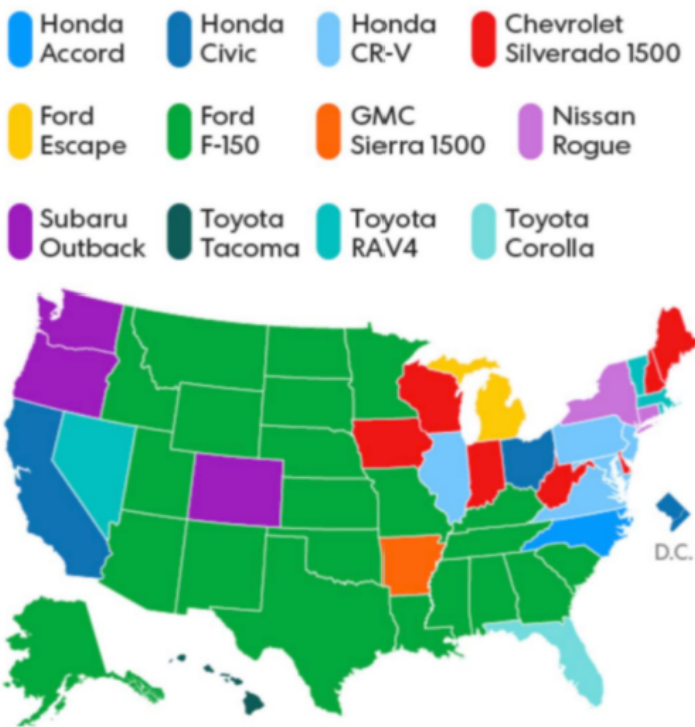 Honda
Accord
Honda
Civic
Honda
CR-V
Chevrolet
Silverado 1500
Ford
Escape
Ford
F-150
GMC
Sierra 1500
Nissan
Rogue
Subaru
Outback
Toyota
Tacoma
Toyota
RAV4
Toyota
Corolla
D.C.